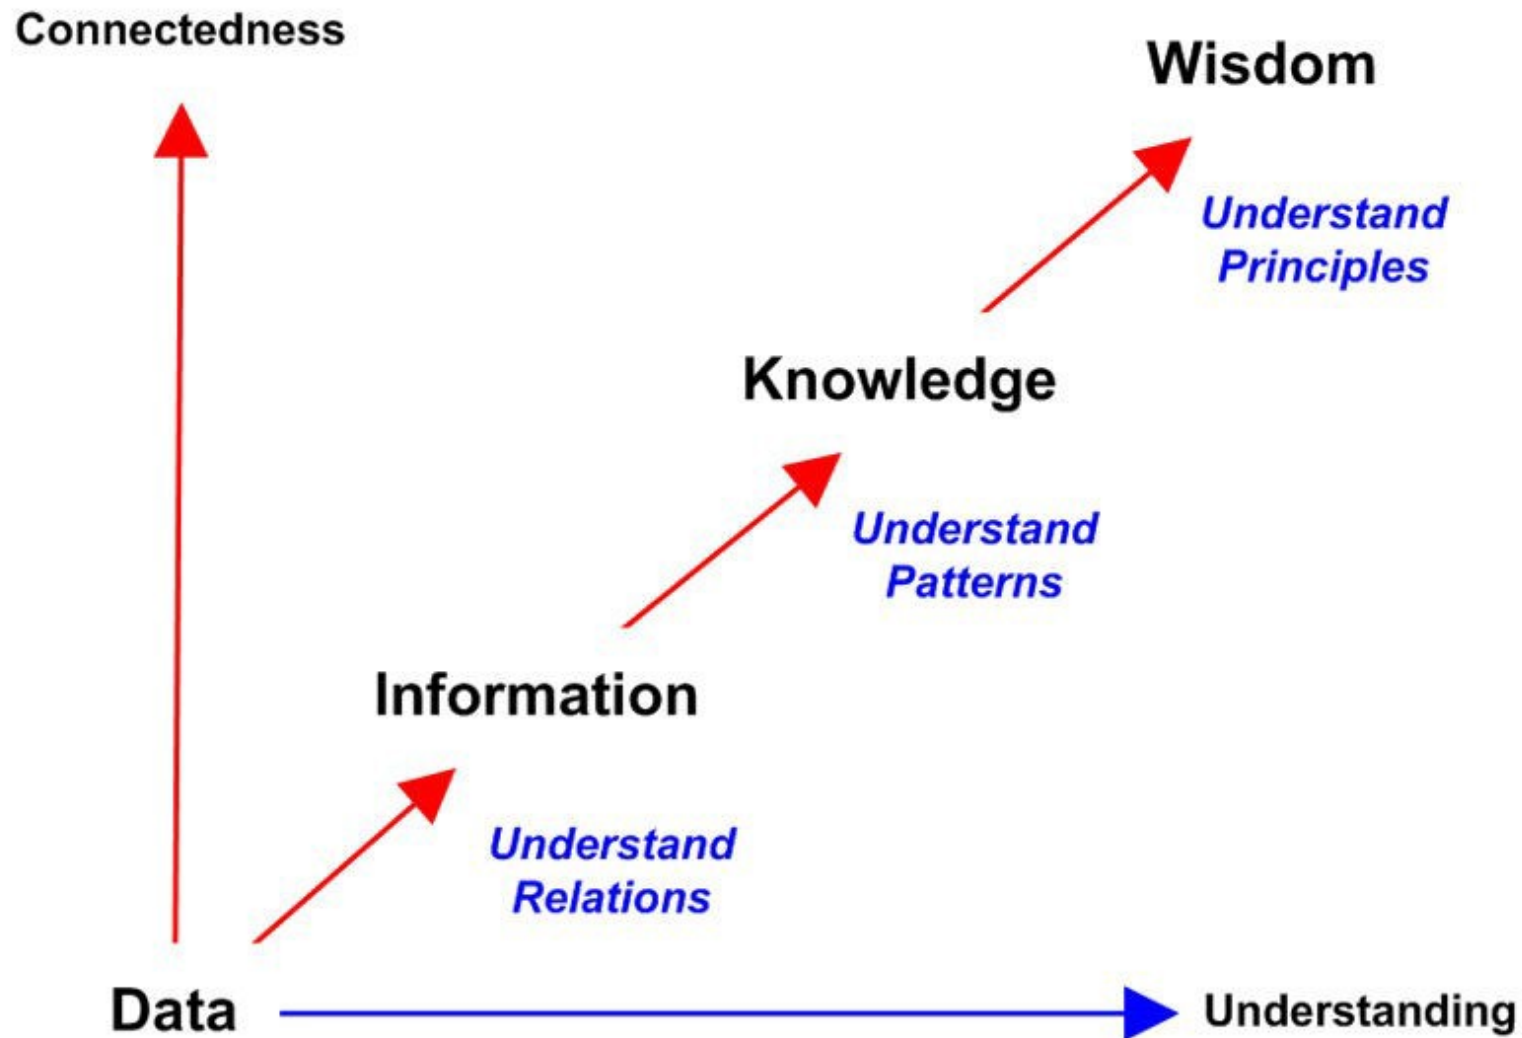 Connectedness
Wisdom
Understand
Principles
Knowledge
Understand
Patterns
Information
Understand
Relations
Data
Understanding